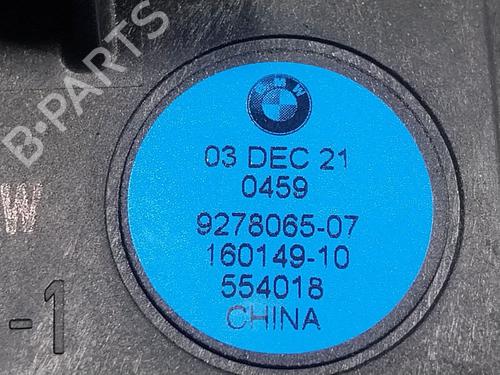 B-PARTS
BMW
03 DEC 21
0459
9278065-07
160149-10
554018
CHINA
W
-1